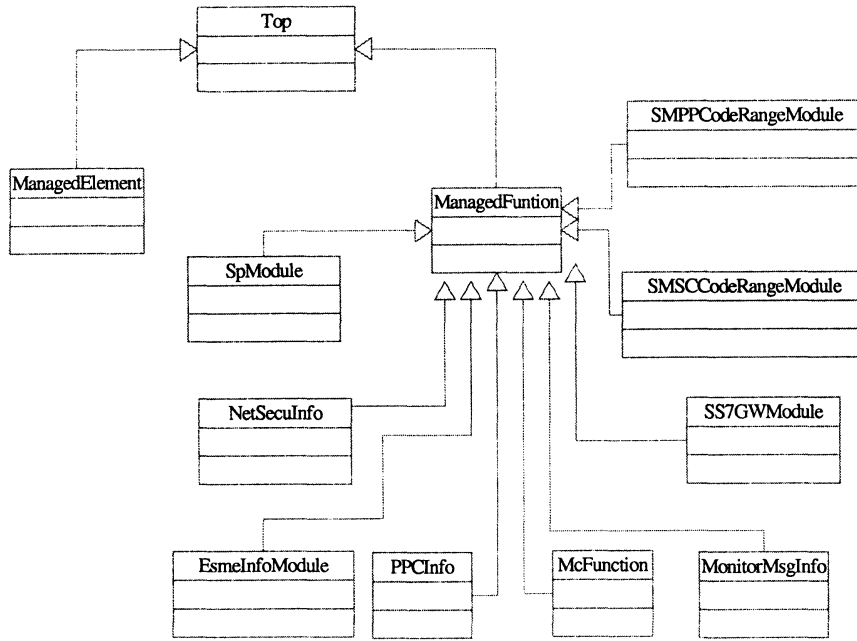 Top
SMPPCodeRangeModule
ManagedElement
ManagedFuntion
SpModule
SMSCCodeRangeModule
NetSecuInfo
SS7GWModule
EsmeInfoModule
PPCInfo
McFunction
MonitorMsgInfo